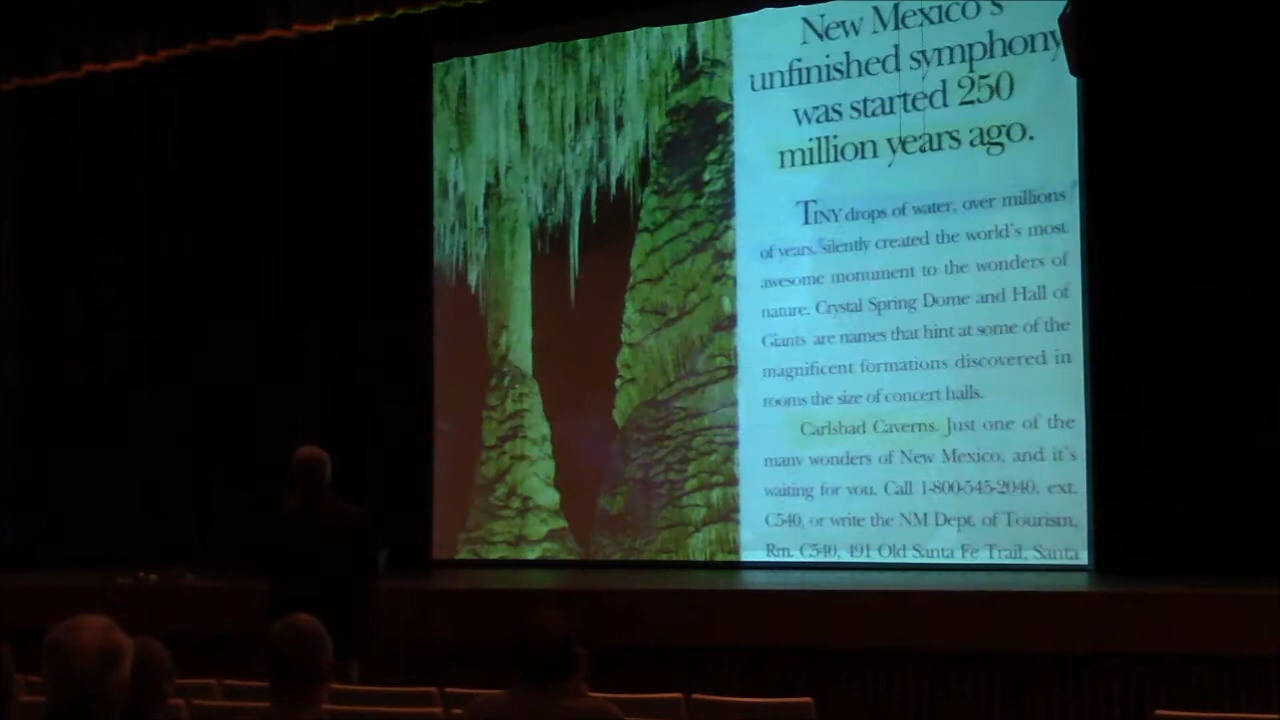 New Mexico's
unfinished symphony
was started 250
million years ago.
TINY drops of water, over millions
of years, silently created the world's most
awesome monument to the wonders of
nature. Crystal Spring Dome and Hall of
Giants are names that hint at some of the
magnificent formations discovered in
rooms the size of concert halls.
Carlsbad Caverns. Just one of the
many wonders of New Mexico, and it's
waiting for you. Call 1-800-545-2040, ext.
C540, or write the NM Dept. of Tourism,
Rm. C540, 491 Old Santa Fe Trail, Santa